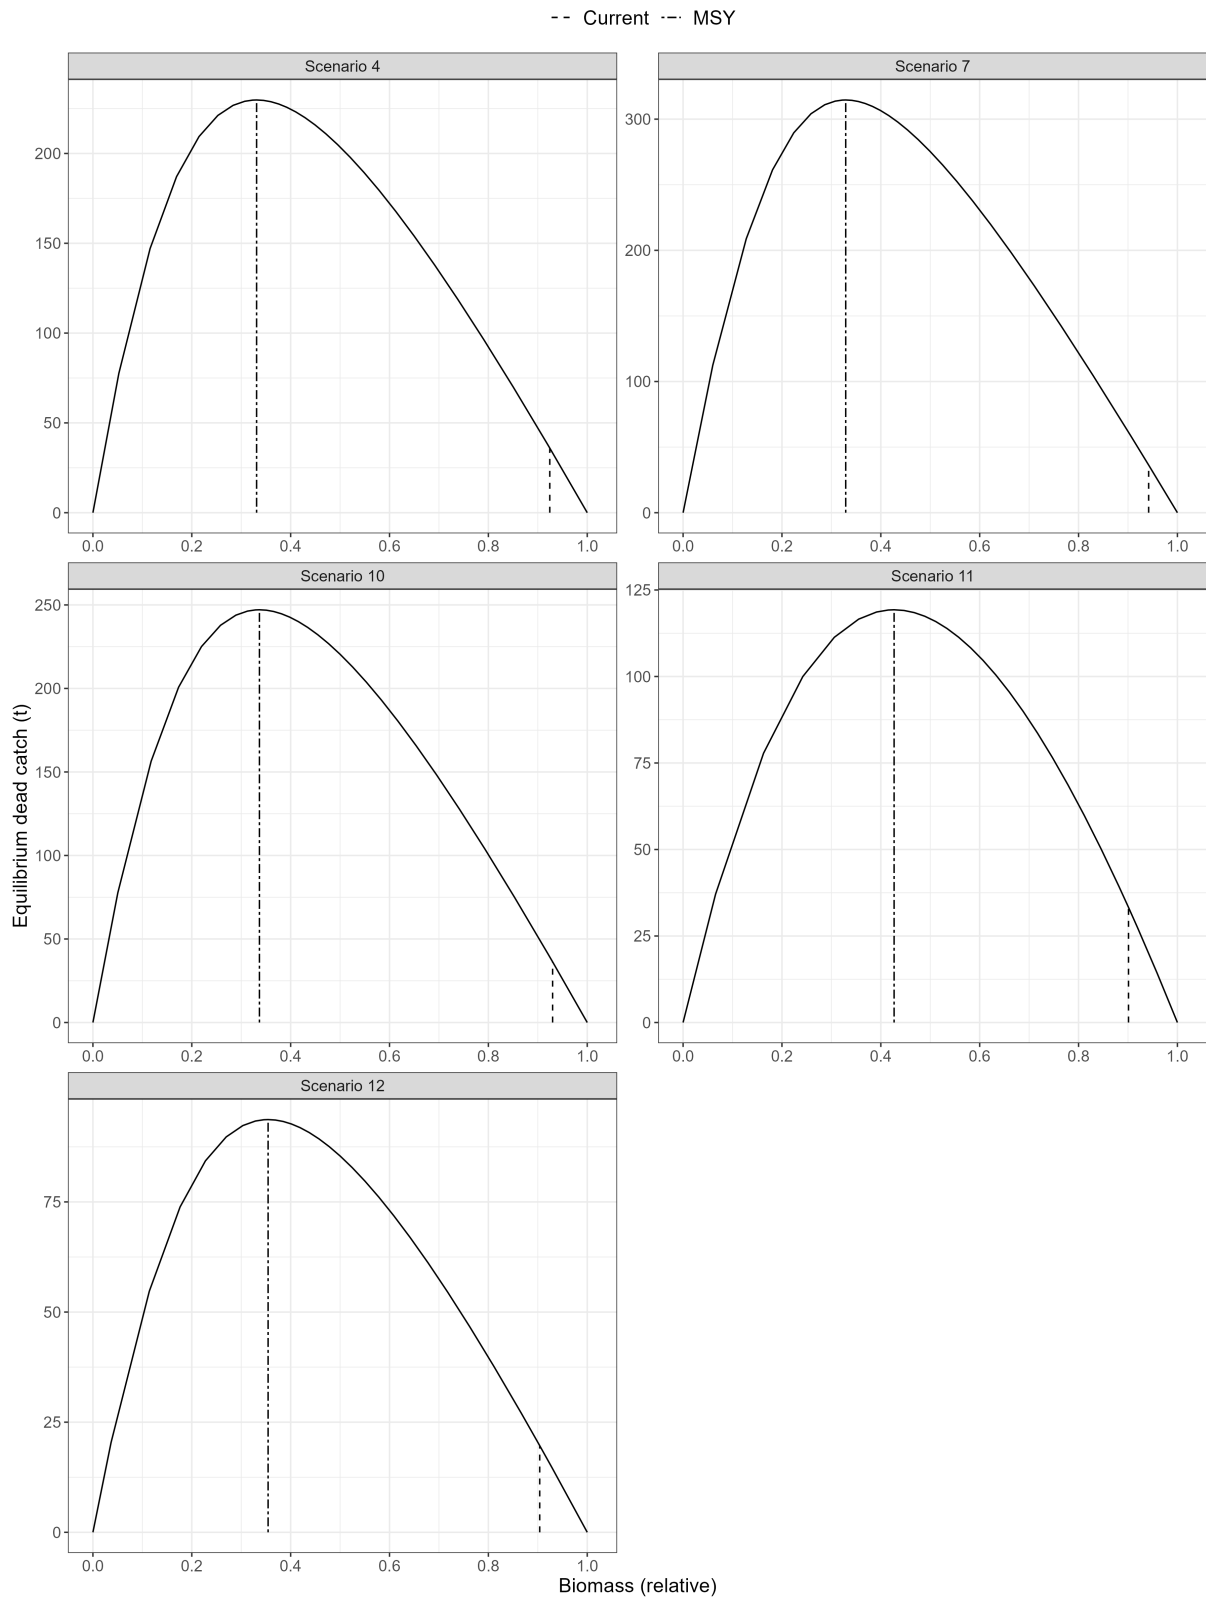 Current MSY
Scenario 4
Scenario 7
200
150
100
50
0
0.0 0.2 0.4 0.6 0.8 1.0
300
200
100
0
0.0 0.2 0.4 0.6 0.8 1.0
Scenario 10
Scenario 11
Equilibrium dead catch (t)
250
200
150
100
50
0
0.0 0.2 0.4 0.6 0.8 1.0
125
100
75
50
25
0
0.0 0.2 0.4 0.6 0.8 1.0
Scenario 12
75
50
25
0
0.0 0.2 0.4 0.6 0.8 1.0
Biomass (relative)